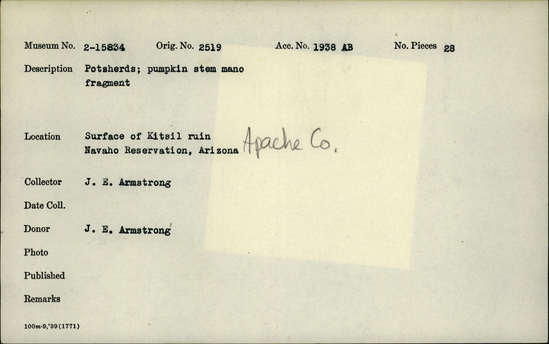 Museum No. 2-15834 Orig. No. 2519 Acc. No. 1938 AB No. Pieces 28
Description Potsherds; pumpkin stem mano
fragment
Location Surface of Kitsil ruin
Navaho Reservation, Arizona Apache Co.
Collector J. E. Armstrong
Date Coll.
Donor J. E. Armstrong
Photo
Published
Remarks
100m-9,'39(1771)